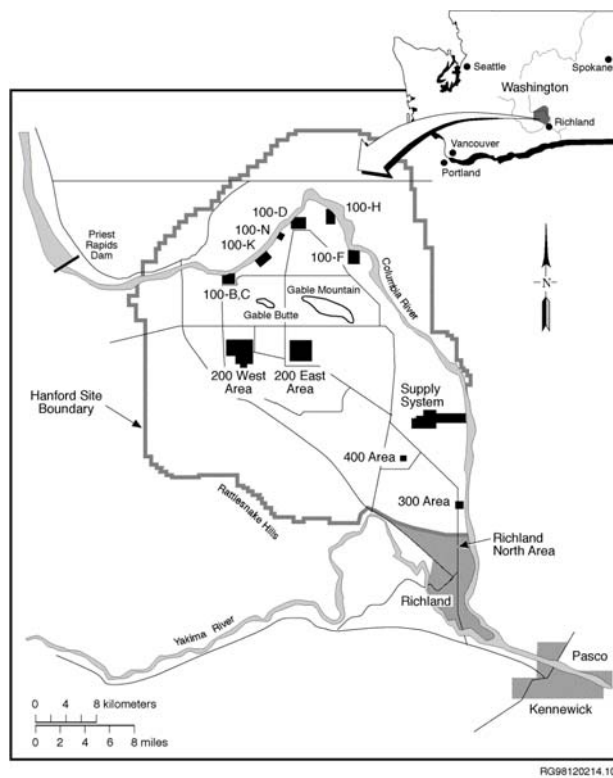 Seattle
Spokane
Washington
Richland
Vancouver
Portland
100-H
100-D
100-N
100-K
100-F
100-B,C
Priest
Rapids
Dam
Columbia River
Gable Mountain
Gable Butte
N
200 West
Area
200 East
Area
Hanford Site
Boundary
Supply
System
400 Area
300 Area
Rattlesnake Hills
Richland
North Area
Richland
Yakima River
Pasco
Kennewick
0 4 8 kilometers
0 2 4 6 8 miles
RG98120214.10